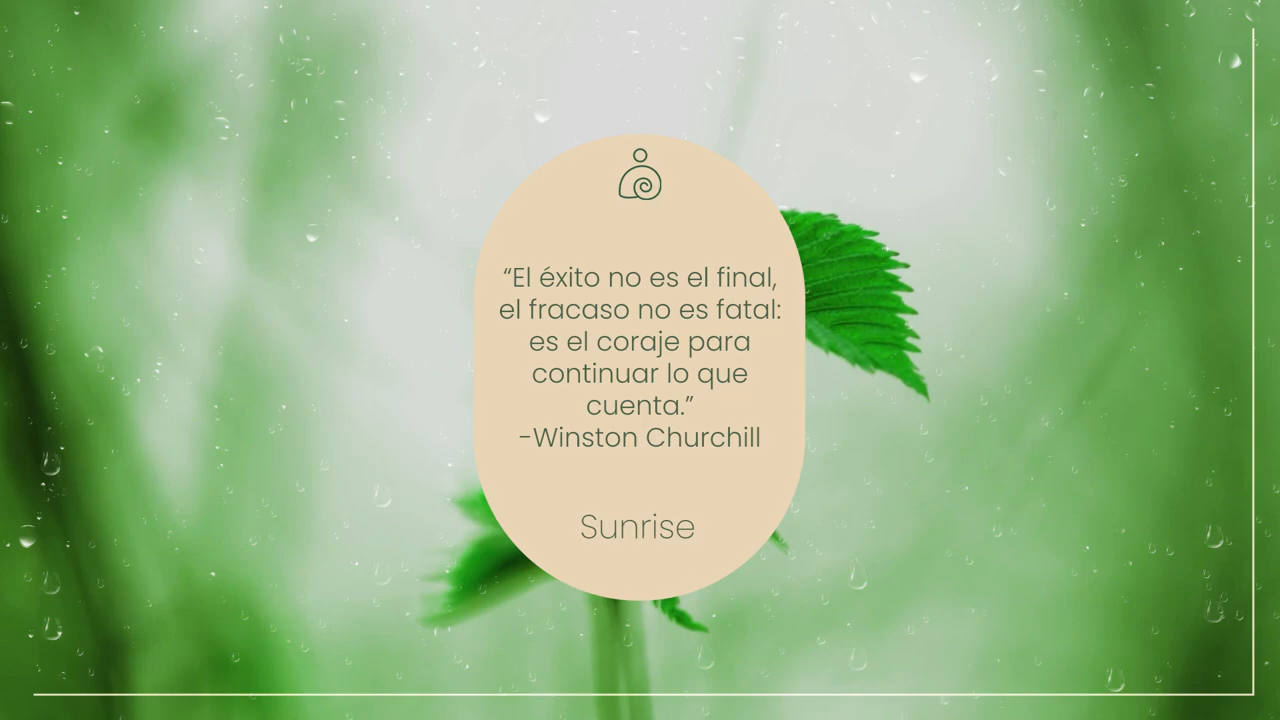 “El éxito no es el final,
el fracaso no es fatal:
es el coraje para
continuar lo que
cuenta.”
-Winston Churchill
Sunrise